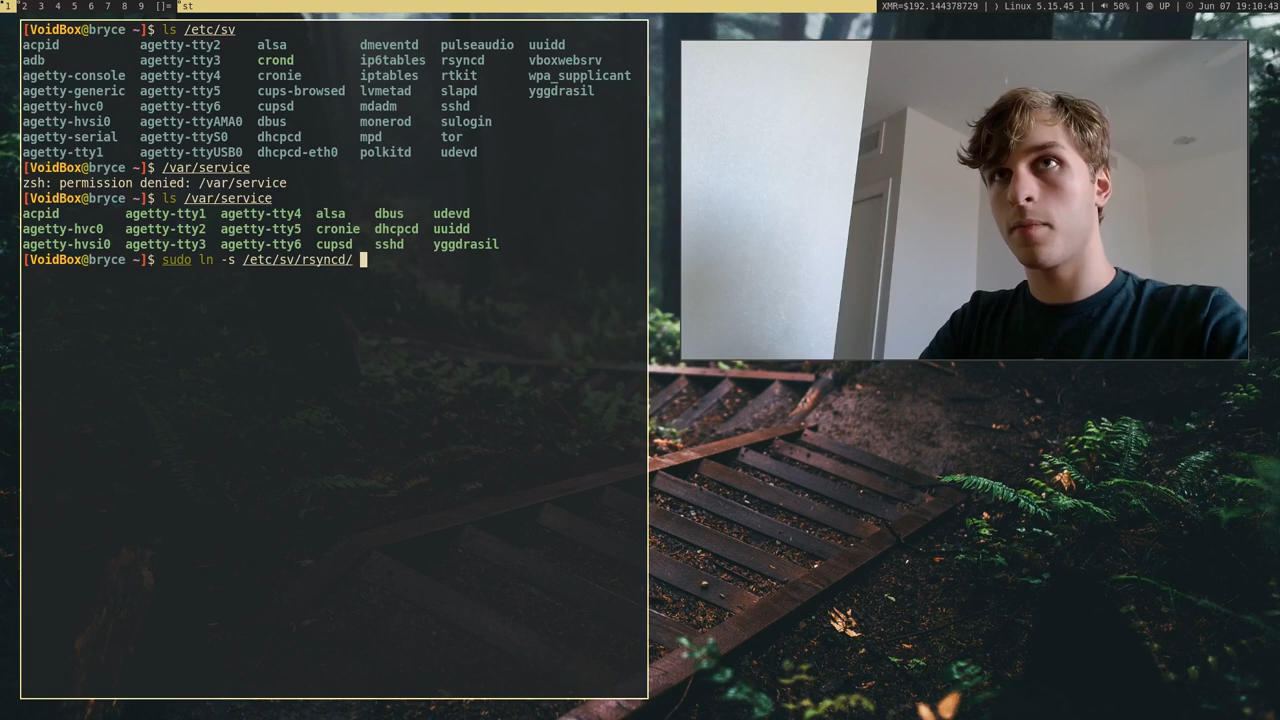 1 2 3 4 5 6 7 8 9 []= st XMR=$192.144378729 | ❭ Linux 5.15.45_1 | 50% | UP | Jun 07 19:10:43
[VoidBox@bryce ~]$ ls /etc/sv
acpid agetty-tty2 alsa dmeventd pulseaudio uuidd
adb agetty-tty3 crond ip6tables rsyncd vboxwebsrv
agetty-console agetty-tty4 cronie iptables rtkit wpa_supplicant
agetty-generic agetty-tty5 cups-browsed lvmetad slapd yggdrasil
agetty-hvc0 agetty-tty6 cupsd mdadm sshd
agetty-hvsi0 agetty-ttyAMA0 dbus monerod sulogin
agetty-serial agetty-ttyS0 dhcpcd mpd tor
agetty-tty1 agetty-ttyUSB0 dhcpcd-eth0 polkitd udevd
[VoidBox@bryce ~]$ /var/service
zsh: permission denied: /var/service
[VoidBox@bryce ~]$ ls /var/service
acpid agetty-tty1 agetty-tty4 alsa dbus udevd
agetty-hvc0 agetty-tty2 agetty-tty5 cronie dhcpcd uuidd
agetty-hvsi0 agetty-tty3 agetty-tty6 cupsd sshd yggdrasil
[VoidBox@bryce ~]$ sudo ln -s /etc/sv/rsyncd/